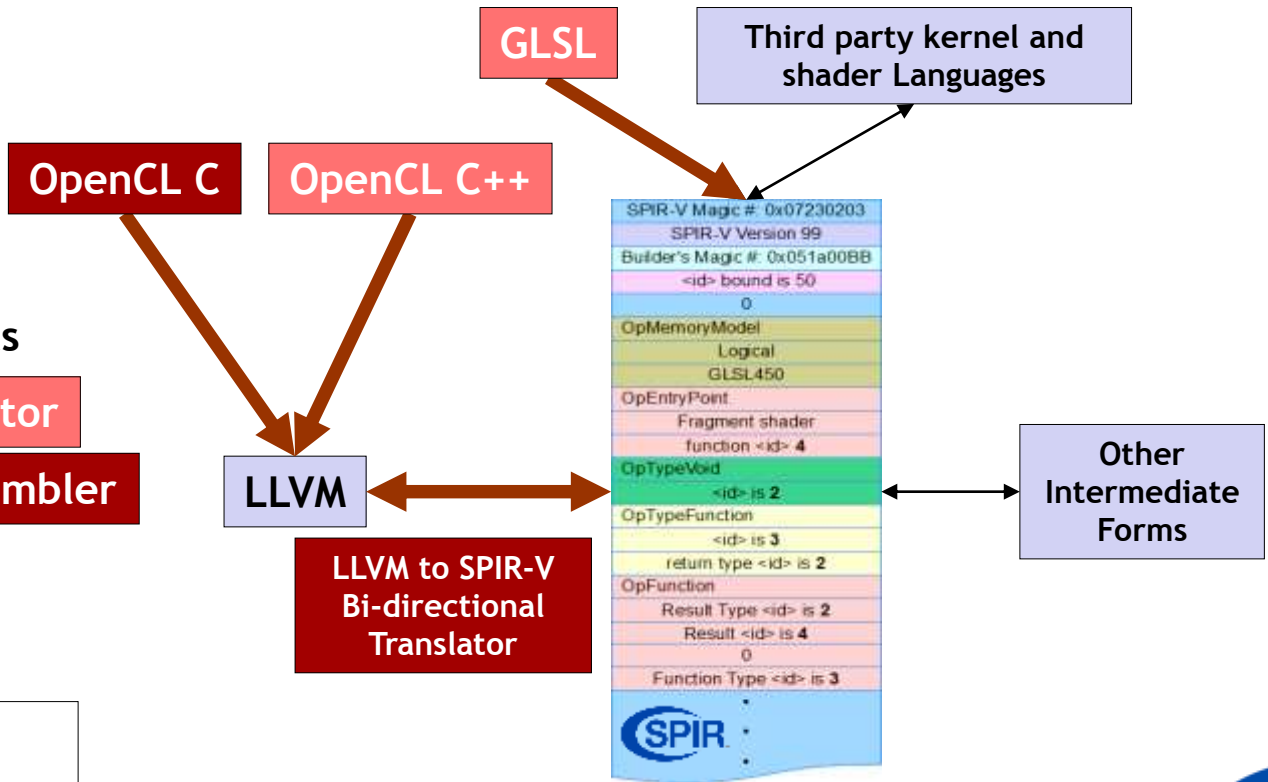 GLSL
Third party kernel and
shader Languages
OpenCL C
OpenCL C++
SPIR-V Magic #: 0x07230203
SPIR-V Version 99
Builder's Magic #: 0x051a00BB
<id> bound is 50
0
OpMemoryModel
Logical
GLSL450
OpEntryPoint
Fragment shader
function <id> 4
OpTypeVoid
<id> is 2
OpTypeFunction
<id> is 3
return type <id> is 2
OpFunction
Result Type <id> is 2
Result <id> is 4
0
Function Type <id> is 3
SPIR
s
tor
mbler
LLVM
LLVM to SPIR-V
Bi-directional
Translator
Other
Intermediate
Forms